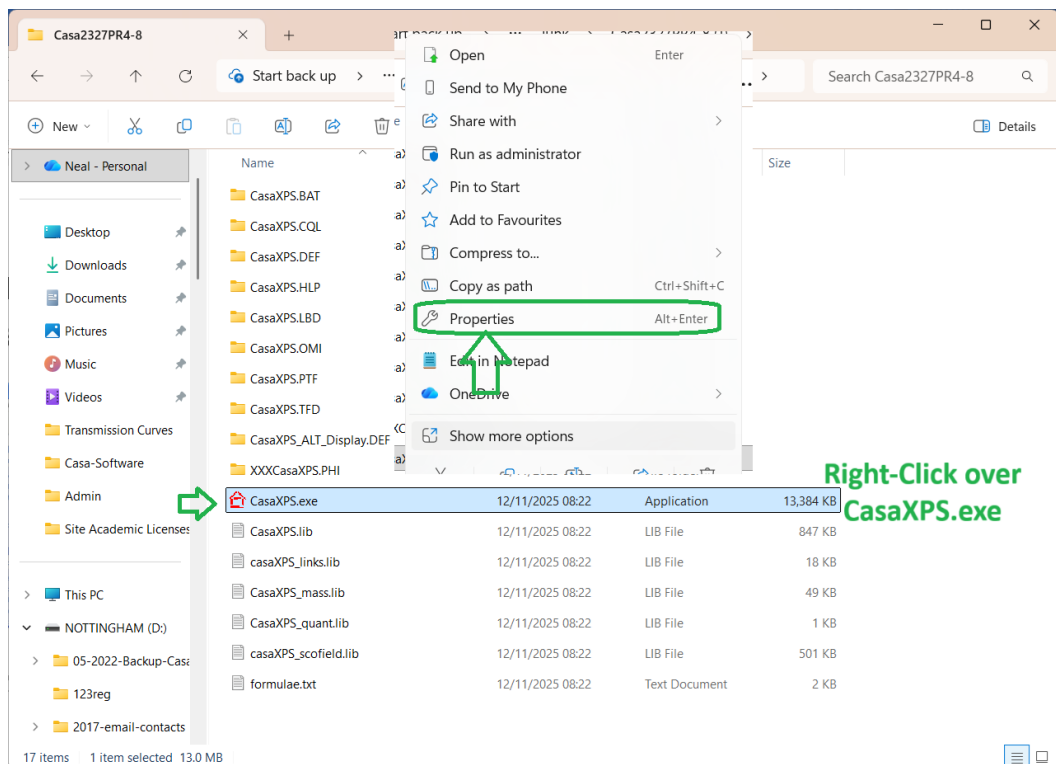 Casa2327PR4-8
Start back up
Search Casa2327PR4-8
New
Details
Neal - Personal
Desktop
Downloads
Documents
Pictures
Music
Videos
Transmission Curves
Casa-Software
Admin
Site Academic Licenses
This PC
NOTTINGHAM (D:)
05-2022-Backup-Casa
123reg
2017-email-contacts
Name
Size
CasaXPS.BAT
CasaXPS.CQL
CasaXPS.DEF
CasaXPS.HLP
CasaXPS.LBD
CasaXPS.OMI
CasaXPS.PTF
CasaXPS.TFD
CasaXPS_ALT_Display.DEF
XXXCasaXPS.PHI
CasaXPS.exe 12/11/2025 08:22 Application 13,384 KB
CasaXPS.lib 12/11/2025 08:22 LIB File 847 KB
casaXPS_links.lib 12/11/2025 08:22 LIB File 18 KB
CasaXPS_mass.lib 12/11/2025 08:22 LIB File 49 KB
CasaXPS_quant.lib 12/11/2025 08:22 LIB File 1 KB
casaXPS_scofield.lib 12/11/2025 08:22 LIB File 501 KB
formulae.txt 12/11/2025 08:22 Text Document 2 KB
Open Enter
Send to My Phone
Share with
Run as administrator
Pin to Start
Add to Favourites
Compress to...
Copy as path Ctrl+Shift+C
Properties Alt+Enter
Edit in Notepad
OneDrive
Show more options
Right-Click over
CasaXPS.exe
17 items 1 item selected 13.0 MB